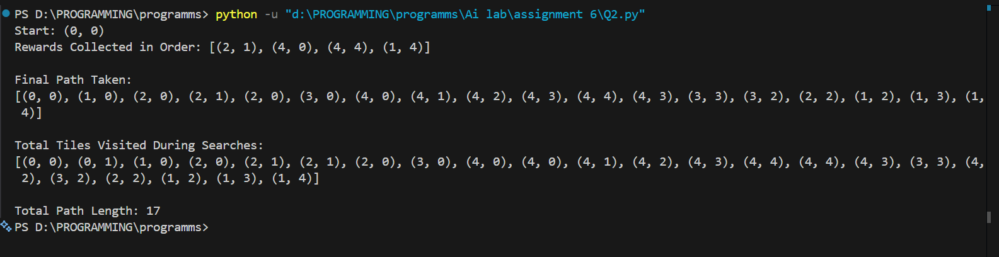 PS D:\PROGRAMMING\programms> python -u "d:\PROGRAMMING\programms\Ai lab\assignment 6\Q2.py"
Start: (0, 0)
Rewards Collected in Order: [(2, 1), (4, 0), (4, 4), (1, 4)]
Final Path Taken:
[(0, 0), (1, 0), (2, 0), (2, 1), (2, 0), (3, 0), (4, 0), (4, 1), (4, 2), (4, 3), (4, 4), (4, 3), (3, 3), (3, 2), (2, 2), (1, 2), (1, 3), (1,
4)]
Total Tiles Visited During Searches:
[(0, 0), (0, 1), (1, 0), (2, 0), (2, 1), (2, 1), (2, 0), (3, 0), (4, 0), (4, 0), (4, 1), (4, 2), (4, 3), (4, 4), (4, 4), (4, 3), (3, 3), (4,
2), (3, 2), (2, 2), (1, 2), (1, 3), (1, 4)]
Total Path Length: 17
PS D:\PROGRAMMING\programms>